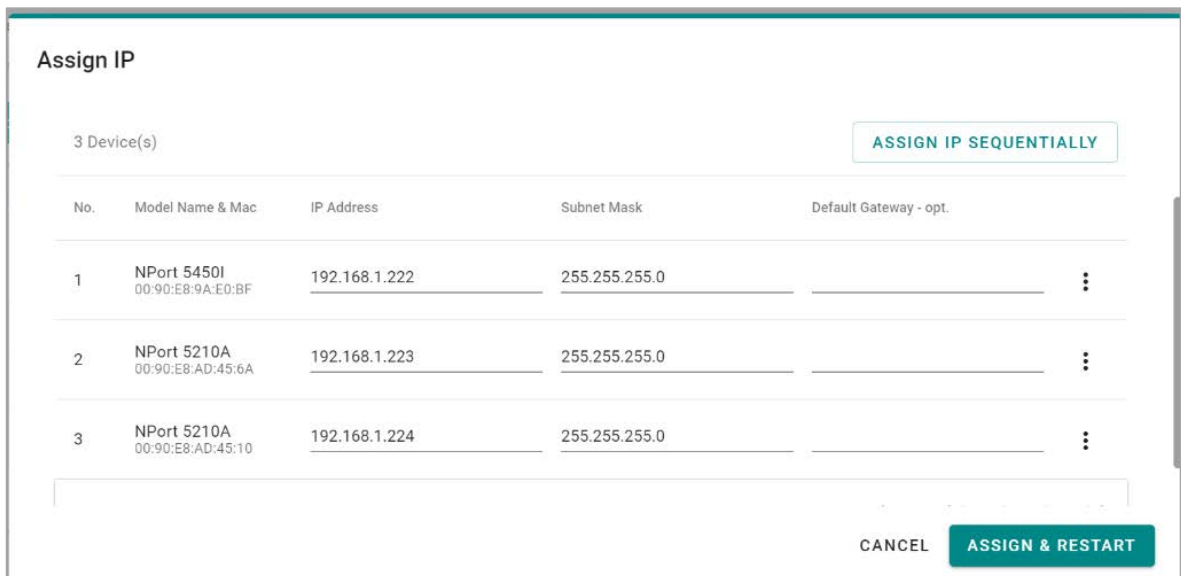 Assign IP
3 Device(s)
ASSIGN IP SEQUENTIALLY
No. Model Name & Mac IP Address Subnet Mask Default Gateway - opt.
1 NPort 5450I 192.168.1.222 255.255.255.0
00:90:E8:9A:E0:BF
2 NPort 5210A 192.168.1.223 255.255.255.0
00:90:E8:AD:45:6A
3 NPort 5210A 192.168.1.224 255.255.255.0
00:90:E8:AD:45:10
CANCEL ASSIGN & RESTART